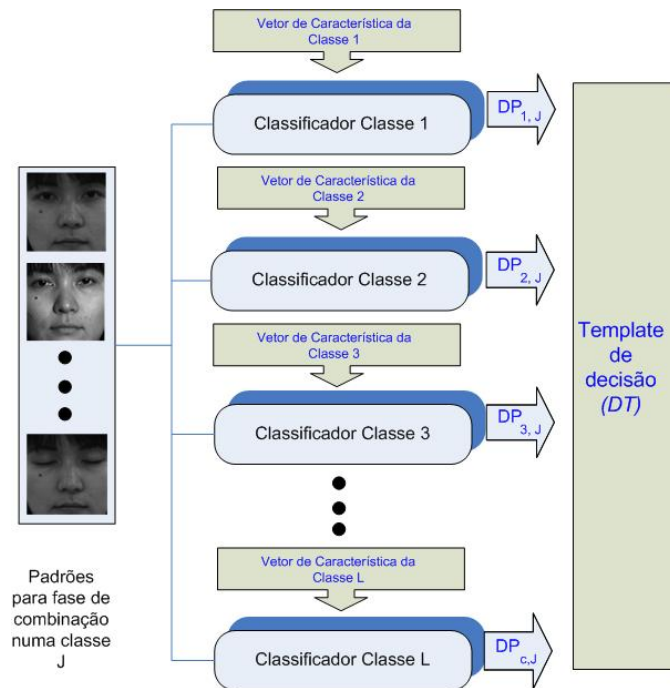 Vetor de Característica da
Classe 1
Classificador Classe 1
DP1, J
Vetor de Característica da
Classe 2
Classificador Classe 2
DP2, J
Vetor de Característica da
Classe 3
Classificador Classe 3
DP3, J
Vetor de Característica da
Classe L
Classificador Classe L
DPc,J
Template
de
decisão
(DT)
Padrões
para fase de
combinação
numa classe
J